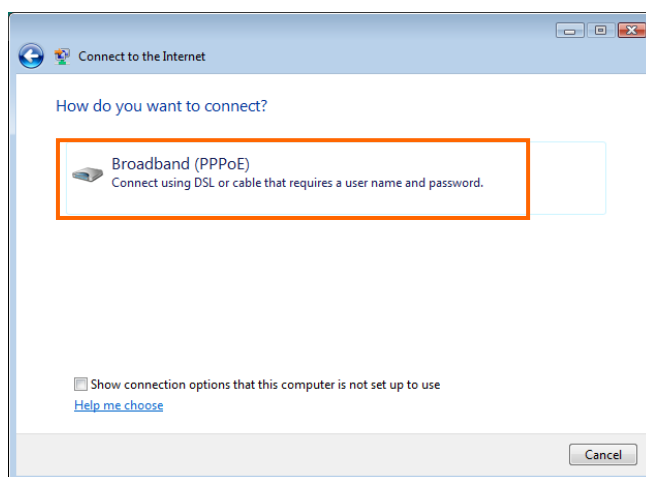 Connect to the Internet
How do you want to connect?
Broadband (PPPoE)
Connect using DSL or cable that requires a user name and password.
Show connection options that this computer is not set up to use
Help me choose
Cancel